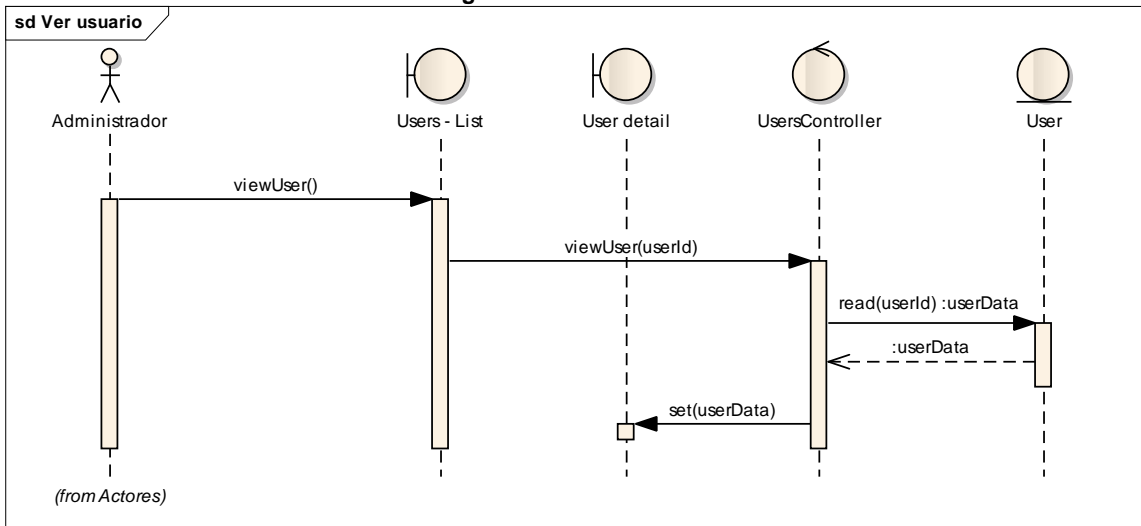 sd Ver usuario
Administrador
Users - List
User detail
UsersController
User
viewUser()
viewUser(userId)
read(userId) :userData
:userData
set(userData)
(from Actores)